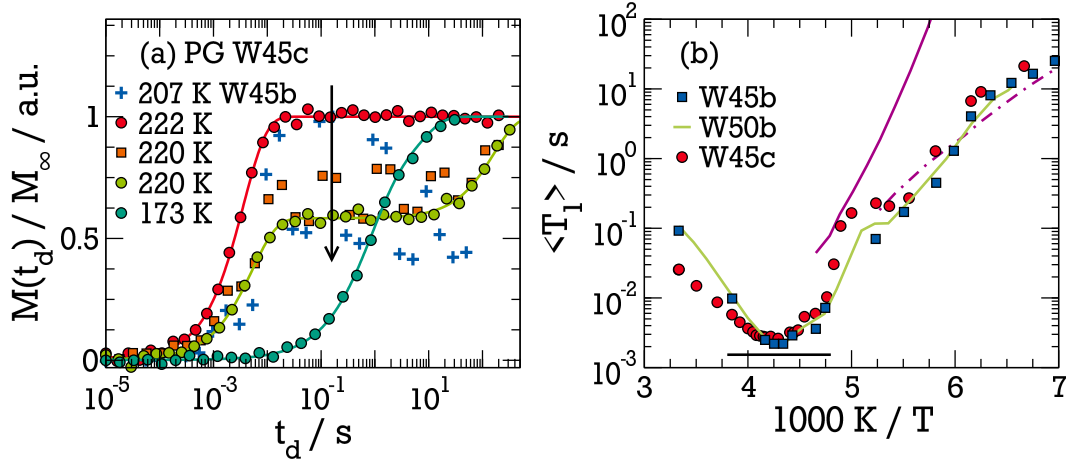 (a) PG W45c
207 K W45b
222 K
220 K
220 K
173 K
M(t_d) / M_∞ / a.u.
1
0.5
0
10^-5 10^-3 10^-1 10^1
t_d / s
(b)
W45b
W50b
W45c
<T_1> / s
10^2
10^1
10^0
10^-1
10^-2
10^-3
3 4 5 6 7
1000 K / T